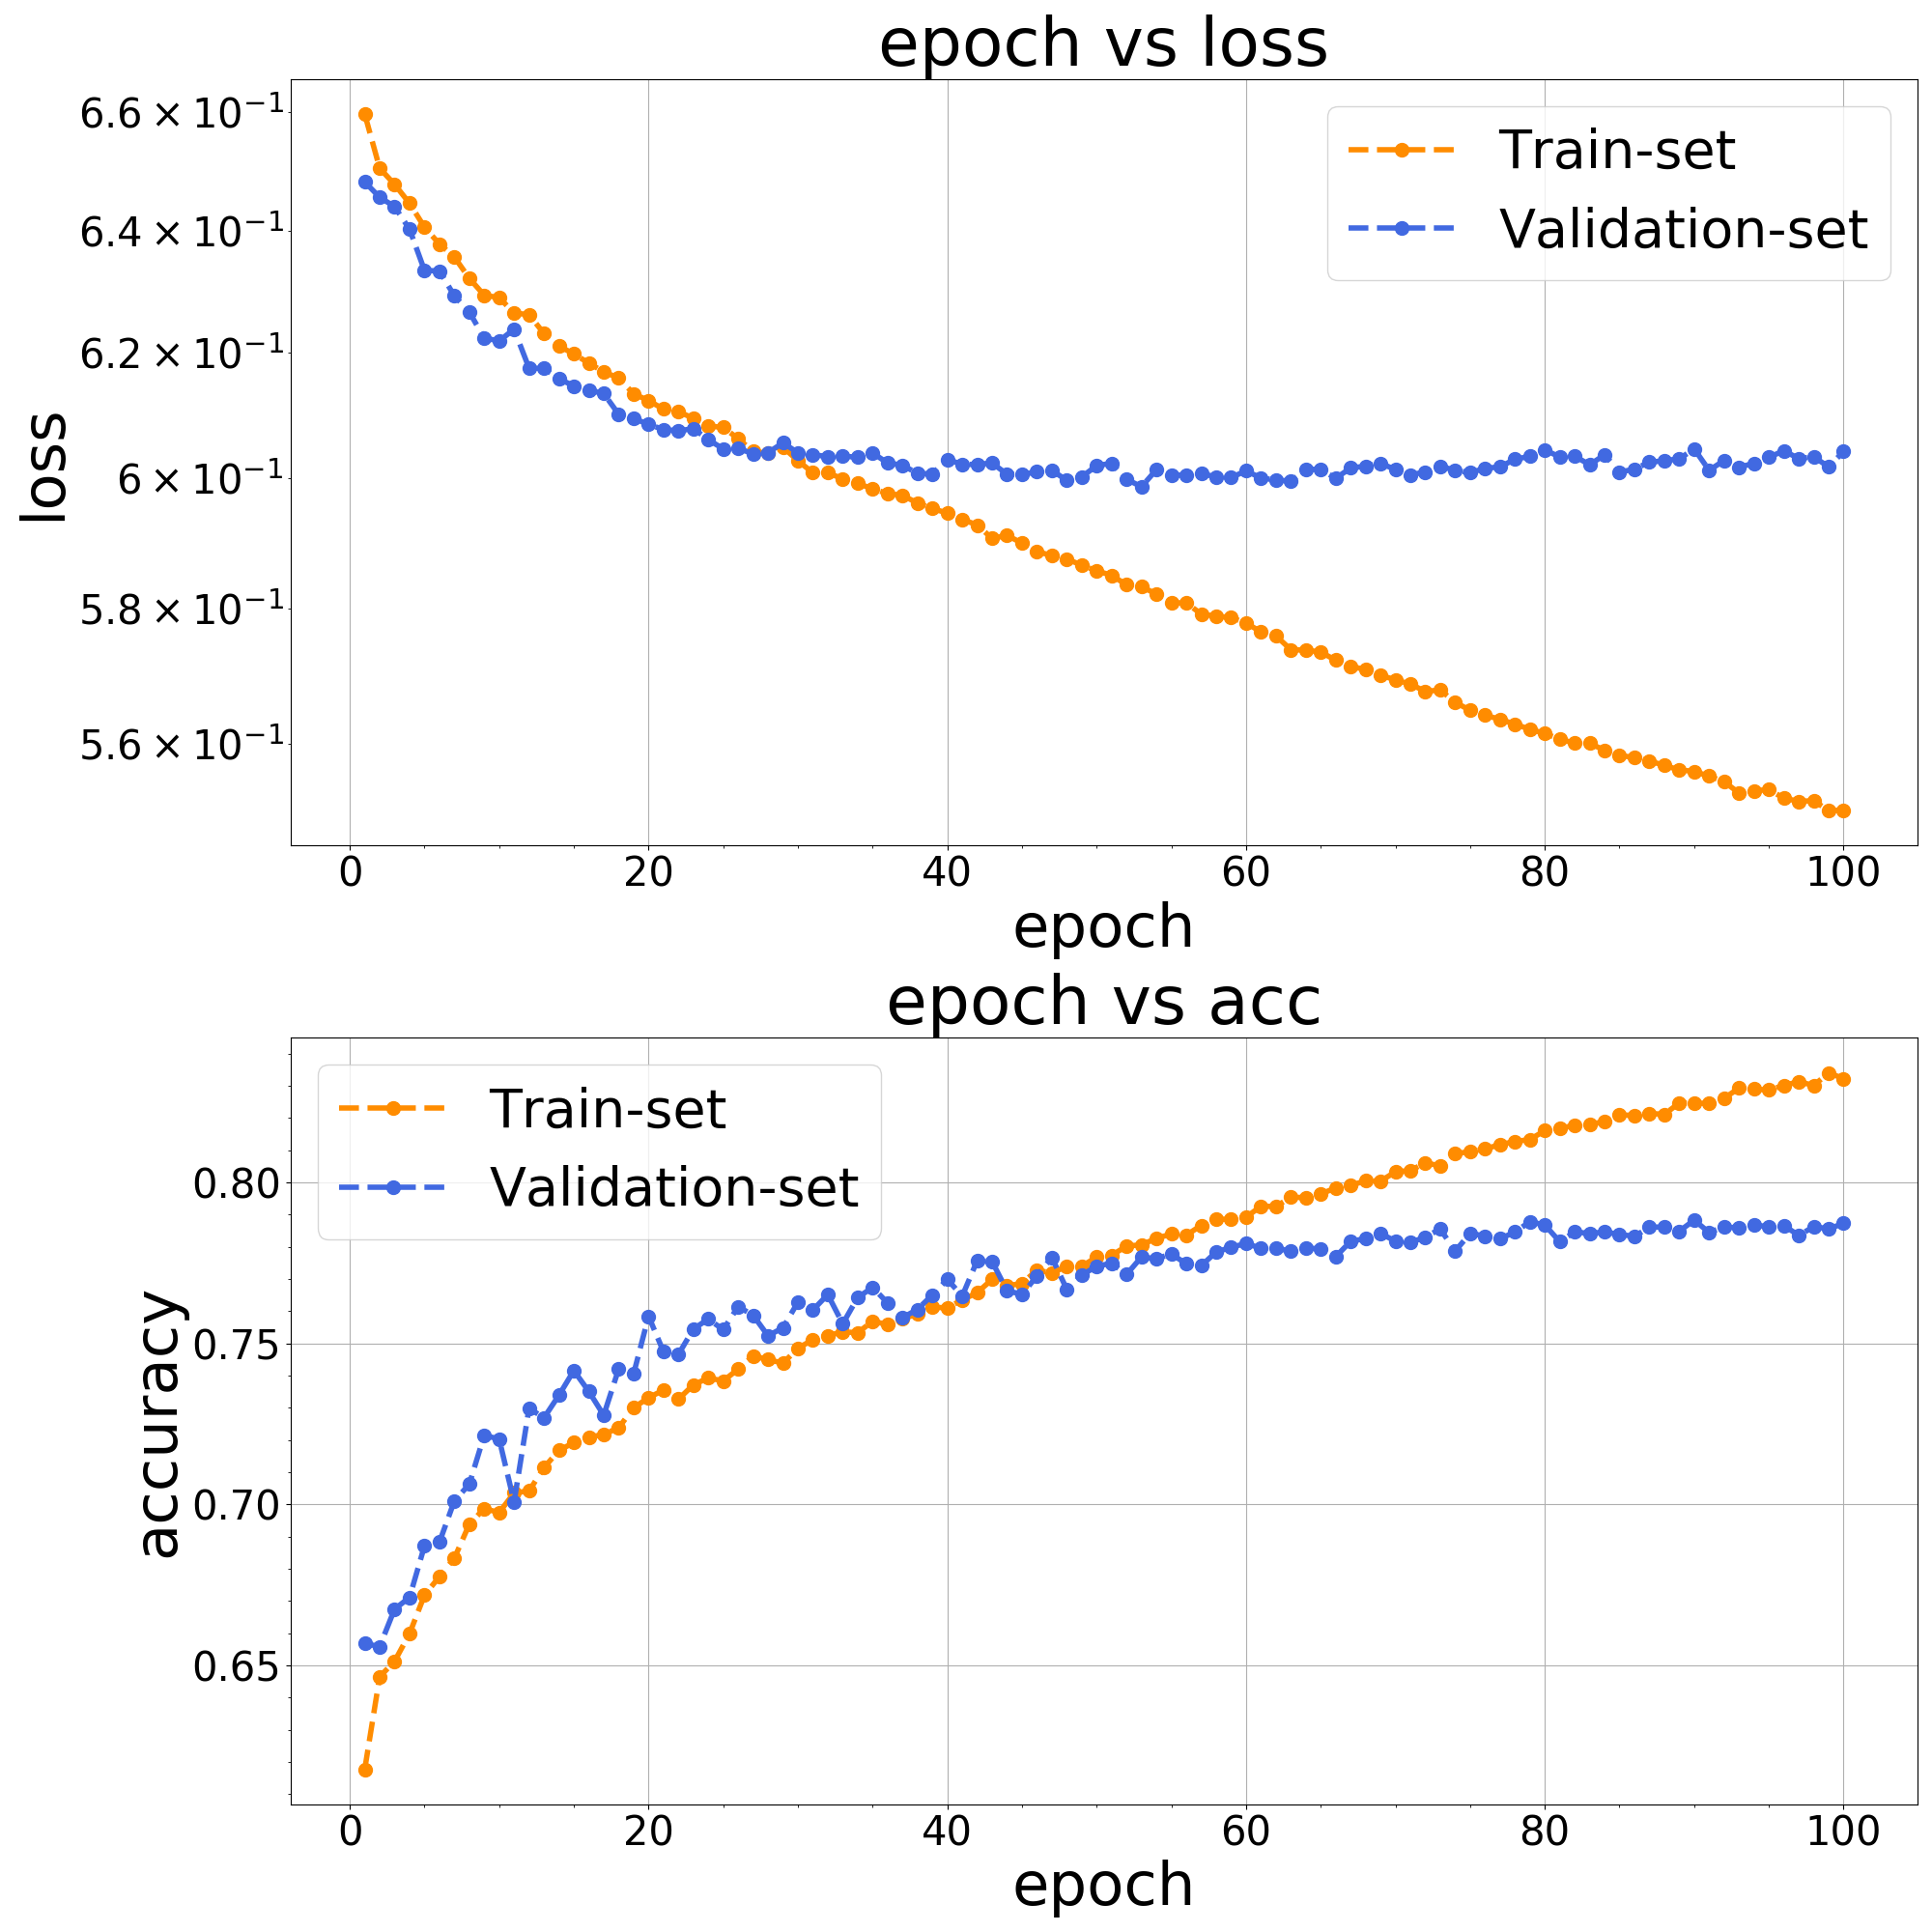 epoch vs loss
6.6 × 10⁻¹
6.4 × 10⁻¹
6.2 × 10⁻¹
6 × 10⁻¹
5.8 × 10⁻¹
5.6 × 10⁻¹
loss
Train-set
Validation-set
0 20 40 60 80 100
epoch
epoch vs acc
0.80
0.75
0.70
0.65
accuracy
Train-set
Validation-set
0 20 40 60 80 100
epoch